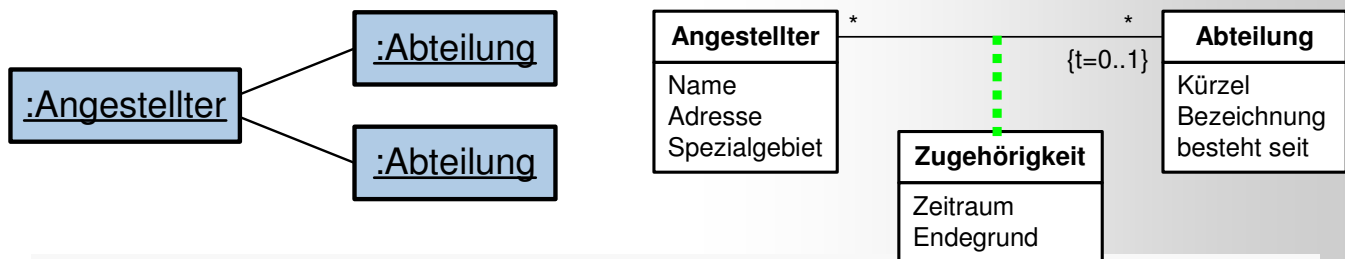 :Angestellter
:Abteilung
:Abteilung
Angestellter
Name
Adresse
Spezialgebiet
*
*
{t=0..1}
Abteilung
Kürzel
Bezeichnung
besteht seit
Zugehörigkeit
Zeitraum
Endegrund